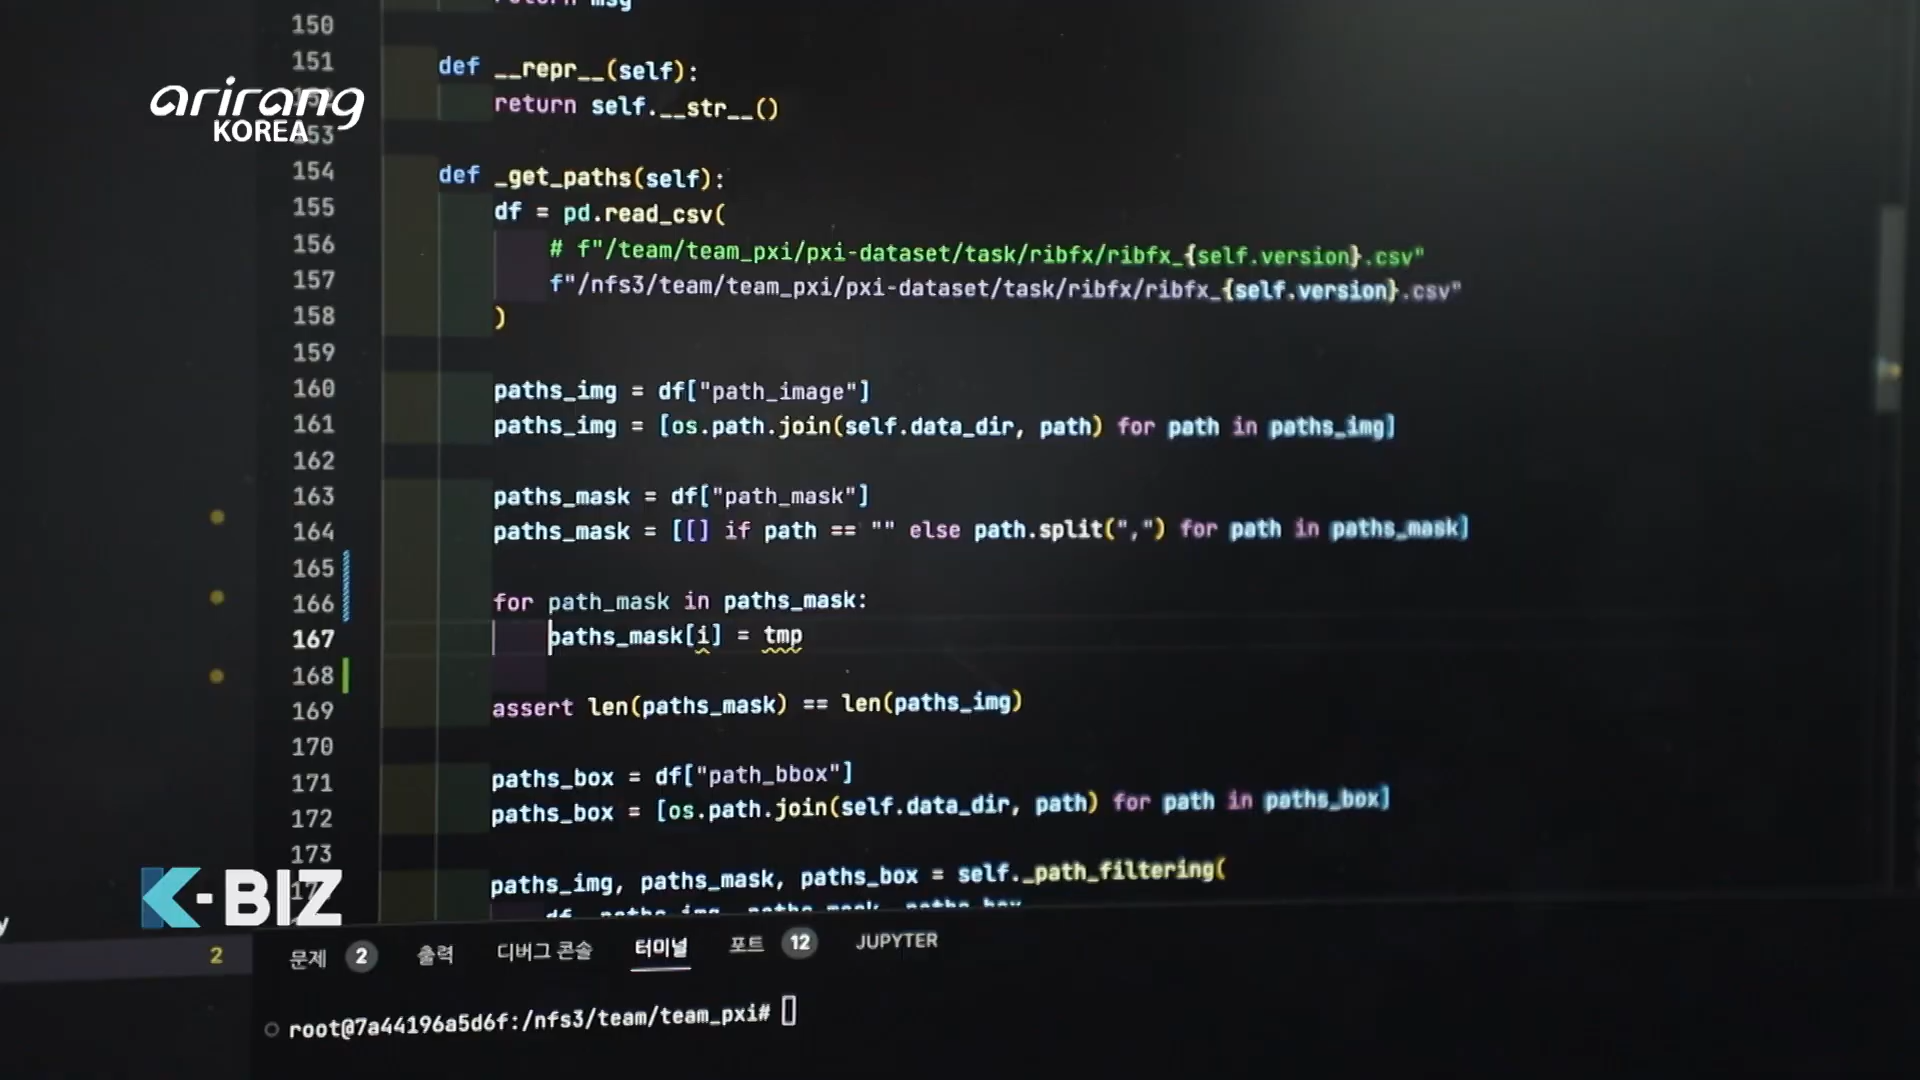 return msg
150
151 def __repr__(self):
return self.__str__()
arirang
KOREA
153
154 def _get_paths(self):
155 df = pd.read_csv(
156 # f"/team/team_pxi/pxi-dataset/task/ribfx/ribfx_{self.version}.csv"
157 f"/nfs3/team/team_pxi/pxi-dataset/task/ribfx/ribfx_{self.version}.csv"
158 )
159
160 paths_img = df["path_image"]
161 paths_img = [os.path.join(self.data_dir, path) for path in paths_img]
162
163 paths_mask = df["path_mask"]
164 paths_mask = [[] if path == "" else path.split(",") for path in paths_mask]
165
166 for path_mask in paths_mask:
167 paths_mask[i] = tmp
168
169 assert len(paths_mask) == len(paths_img)
170
171 paths_box = df["path_bbox"]
172 paths_box = [os.path.join(self.data_dir, path) for path in paths_box]
173
paths_img, paths_mask, paths_box = self._path_filtering(
df, paths_img, paths_mask, paths_box
K-BIZ
2
문제 2 출력 디버그 콘솔 터미널 포트 12 JUPYTER
root@7a44196a5d6f:/nfs3/team/team_pxi#